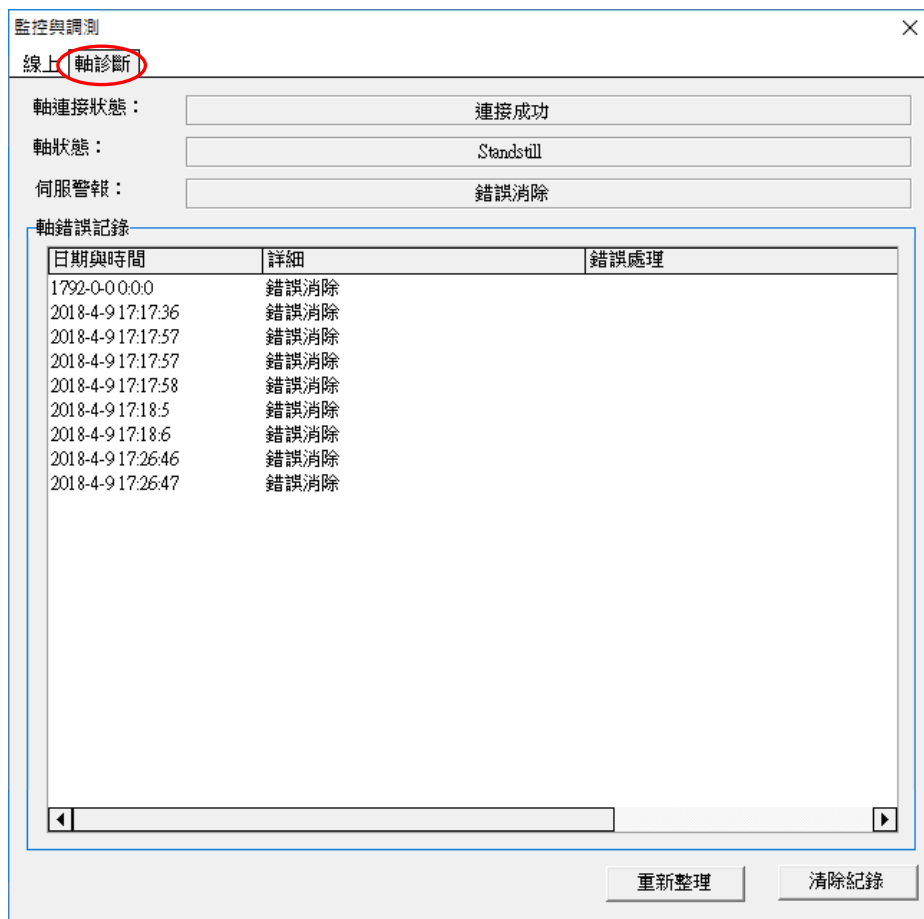 監控與調測
線上 軸診斷
軸連接狀態： 連接成功
軸狀態： Standstill
伺服警報： 錯誤消除
軸錯誤記錄
日期與時間 詳細 錯誤處理
1792-0-0 0:0:0 錯誤消除
2018-4-9 17:17:36 錯誤消除
2018-4-9 17:17:57 錯誤消除
2018-4-9 17:17:57 錯誤消除
2018-4-9 17:17:58 錯誤消除
2018-4-9 17:18:5 錯誤消除
2018-4-9 17:18:6 錯誤消除
2018-4-9 17:26:46 錯誤消除
2018-4-9 17:26:47 錯誤消除
重新整理 清除紀錄